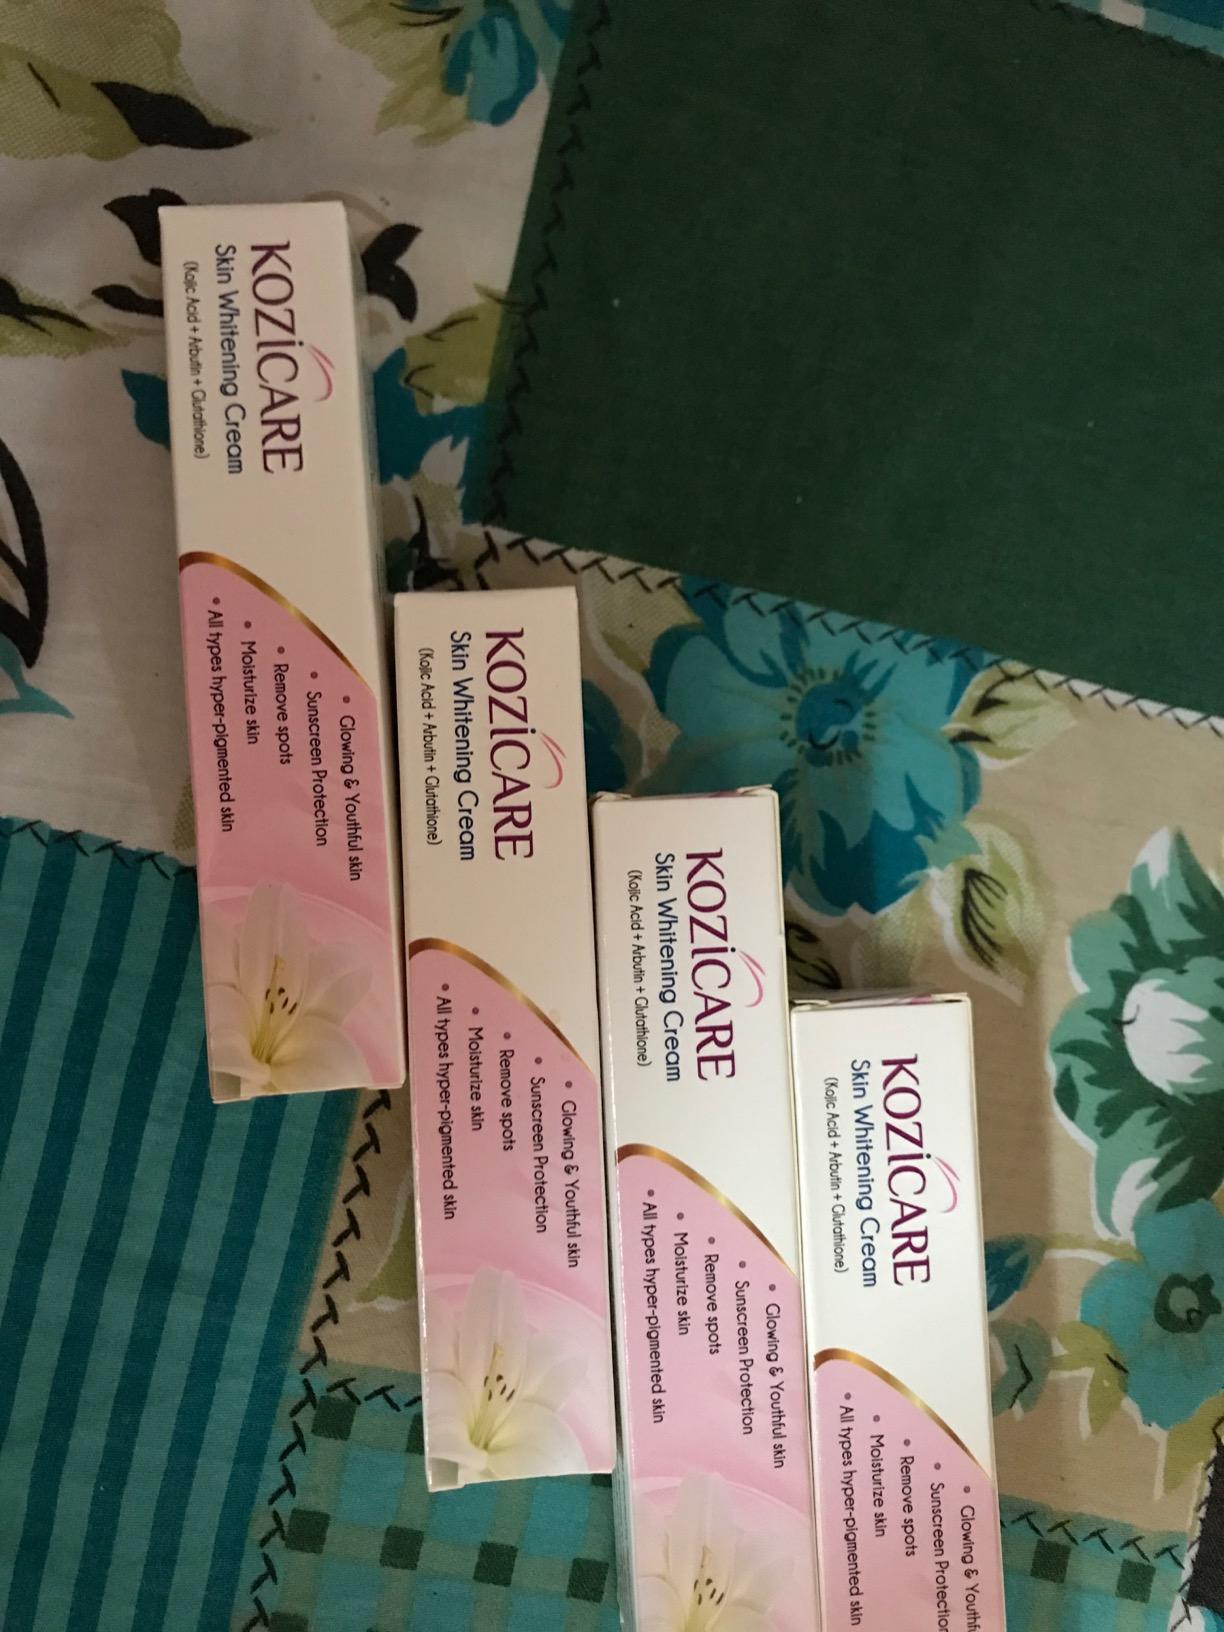 KOZiCARE
Skin Whitening Cream
(Kojic Acid + Arbutin + Glutathione)
• Glowing & Youthful skin
• Sunscreen Protection
• Remove spots
• Moisturize skin
• All types hyper-pigmented skin
KOZiCARE
Skin Whitening Cream
(Kojic Acid + Arbutin + Glutathione)
• Glowing & Youthful skin
• Sunscreen Protection
• Remove spots
• Moisturize skin
• All types hyper-pigmented skin
KOZiCARE
Skin Whitening Cream
(Kojic Acid + Arbutin + Glutathione)
• Glowing & Youthful skin
• Sunscreen Protection
• Remove spots
• Moisturize skin
• All types hyper-pigmented skin
KOZiCARE
Skin Whitening Cream
(Kojic Acid + Arbutin + Glutathione)
• Glowing & Youthf
• Sunscreen Protection
• Remove spots
• Moisturize skin
• All types hyper-pigmented skin